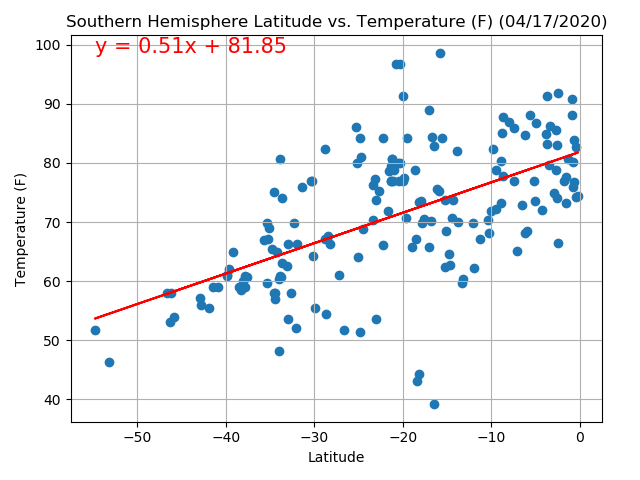 Southern Hemisphere Latitude vs. Temperature (F) (04/17/2020)
y = 0.51x + 81.85
100
90
80
70
60
50
40
Temperature (F)
−50 −40 −30 −20 −10 0
Latitude